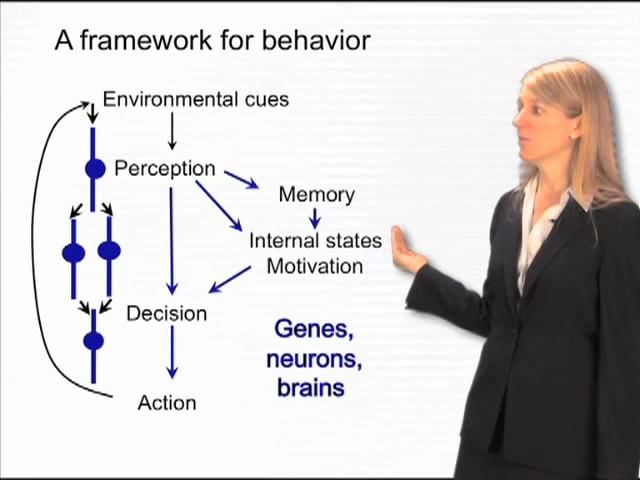 A framework for behavior
Environmental cues
Perception
Memory
Internal states
Motivation
Decision
Genes,
neurons,
brains
Action